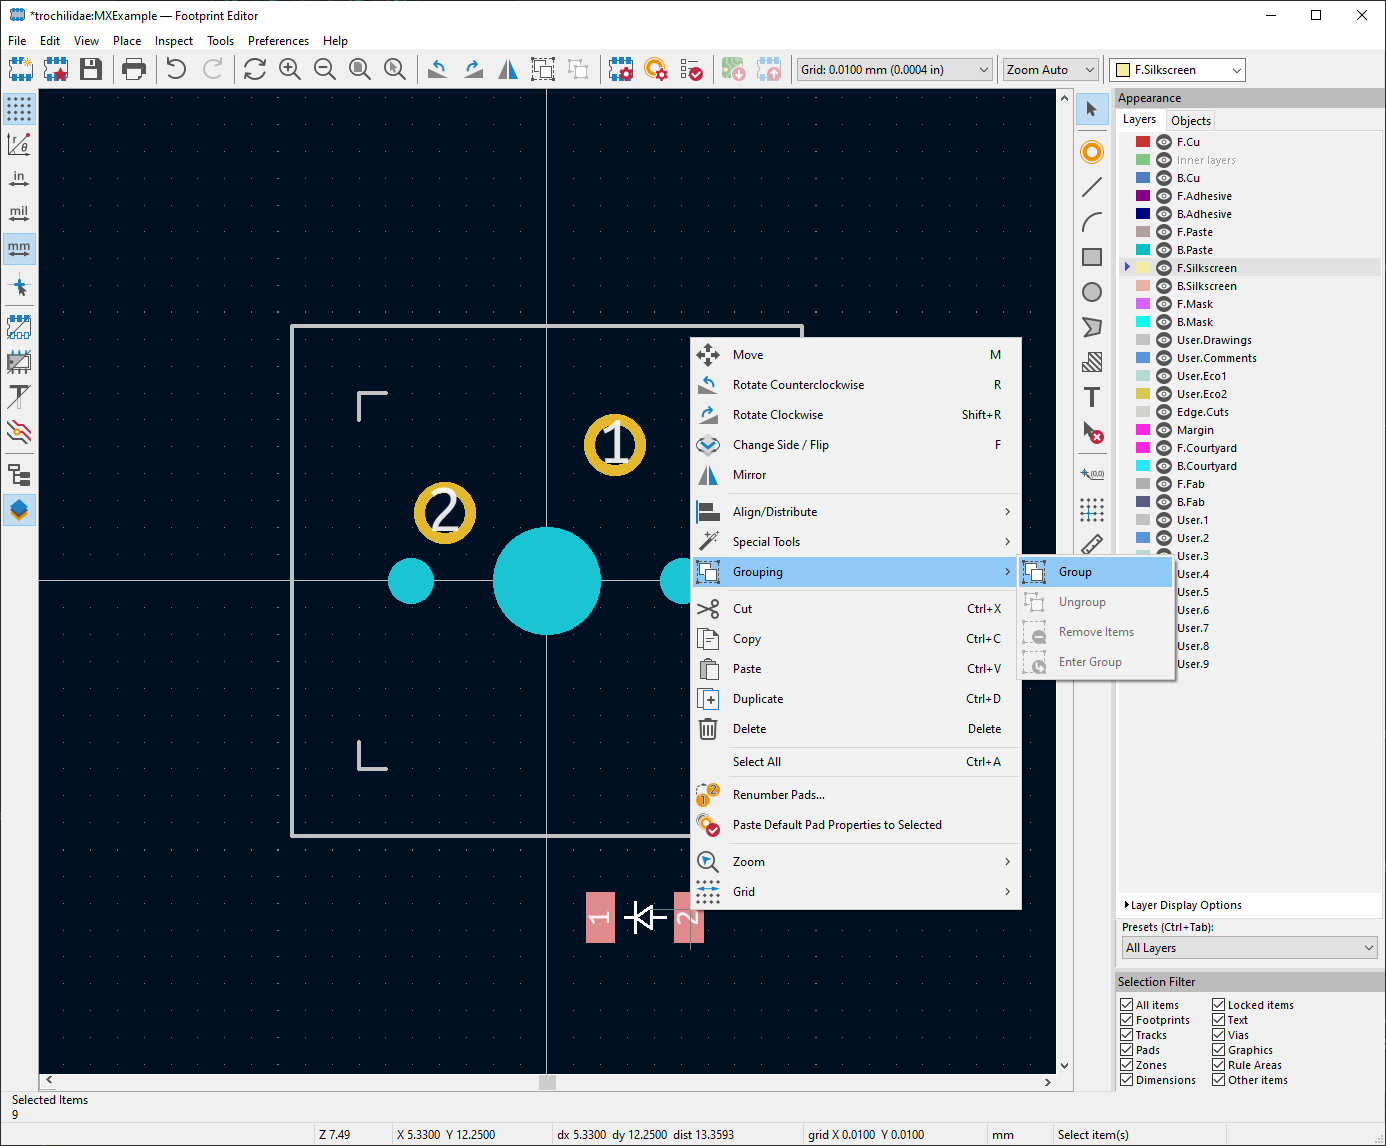 *trochilidae:MXExample — Footprint Editor
File Edit View Place Inspect Tools Preferences Help
Grid: 0.0100 mm (0.0004 in)
Zoom Auto
F.Silkscreen
r
θ
in
mil
mm
Appearance
Layers Objects
F.Cu
Inner layers
B.Cu
F.Adhesive
B.Adhesive
F.Paste
B.Paste
F.Silkscreen
B.Silkscreen
F.Mask
B.Mask
User.Drawings
User.Comments
User.Eco1
User.Eco2
Edge.Cuts
Margin
F.Courtyard
B.Courtyard
F.Fab
B.Fab
User.1
User.2
User.3
User.4
User.5
User.6
User.7
User.8
User.9
T
(0,0)
1
2
1
2
Move M
Rotate Counterclockwise R
Rotate Clockwise Shift+R
Change Side / Flip F
Mirror
Align/Distribute
Special Tools
Grouping
Cut Ctrl+X
Copy Ctrl+C
Paste Ctrl+V
Duplicate Ctrl+D
Delete Delete
Select All Ctrl+A
Renumber Pads...
Paste Default Pad Properties to Selected
Zoom
Grid
Group
Ungroup
Remove Items
Enter Group
Layer Display Options
Presets (Ctrl+Tab):
All Layers
Selection Filter
All items Locked items
Footprints Text
Tracks Vias
Pads Graphics
Zones Rule Areas
Dimensions Other items
Selected Items
9
Z 7.49 X 5.3300 Y 12.2500 dx 5.3300 dy 12.2500 dist 13.3593 grid X 0.0100 Y 0.0100 mm Select item(s)